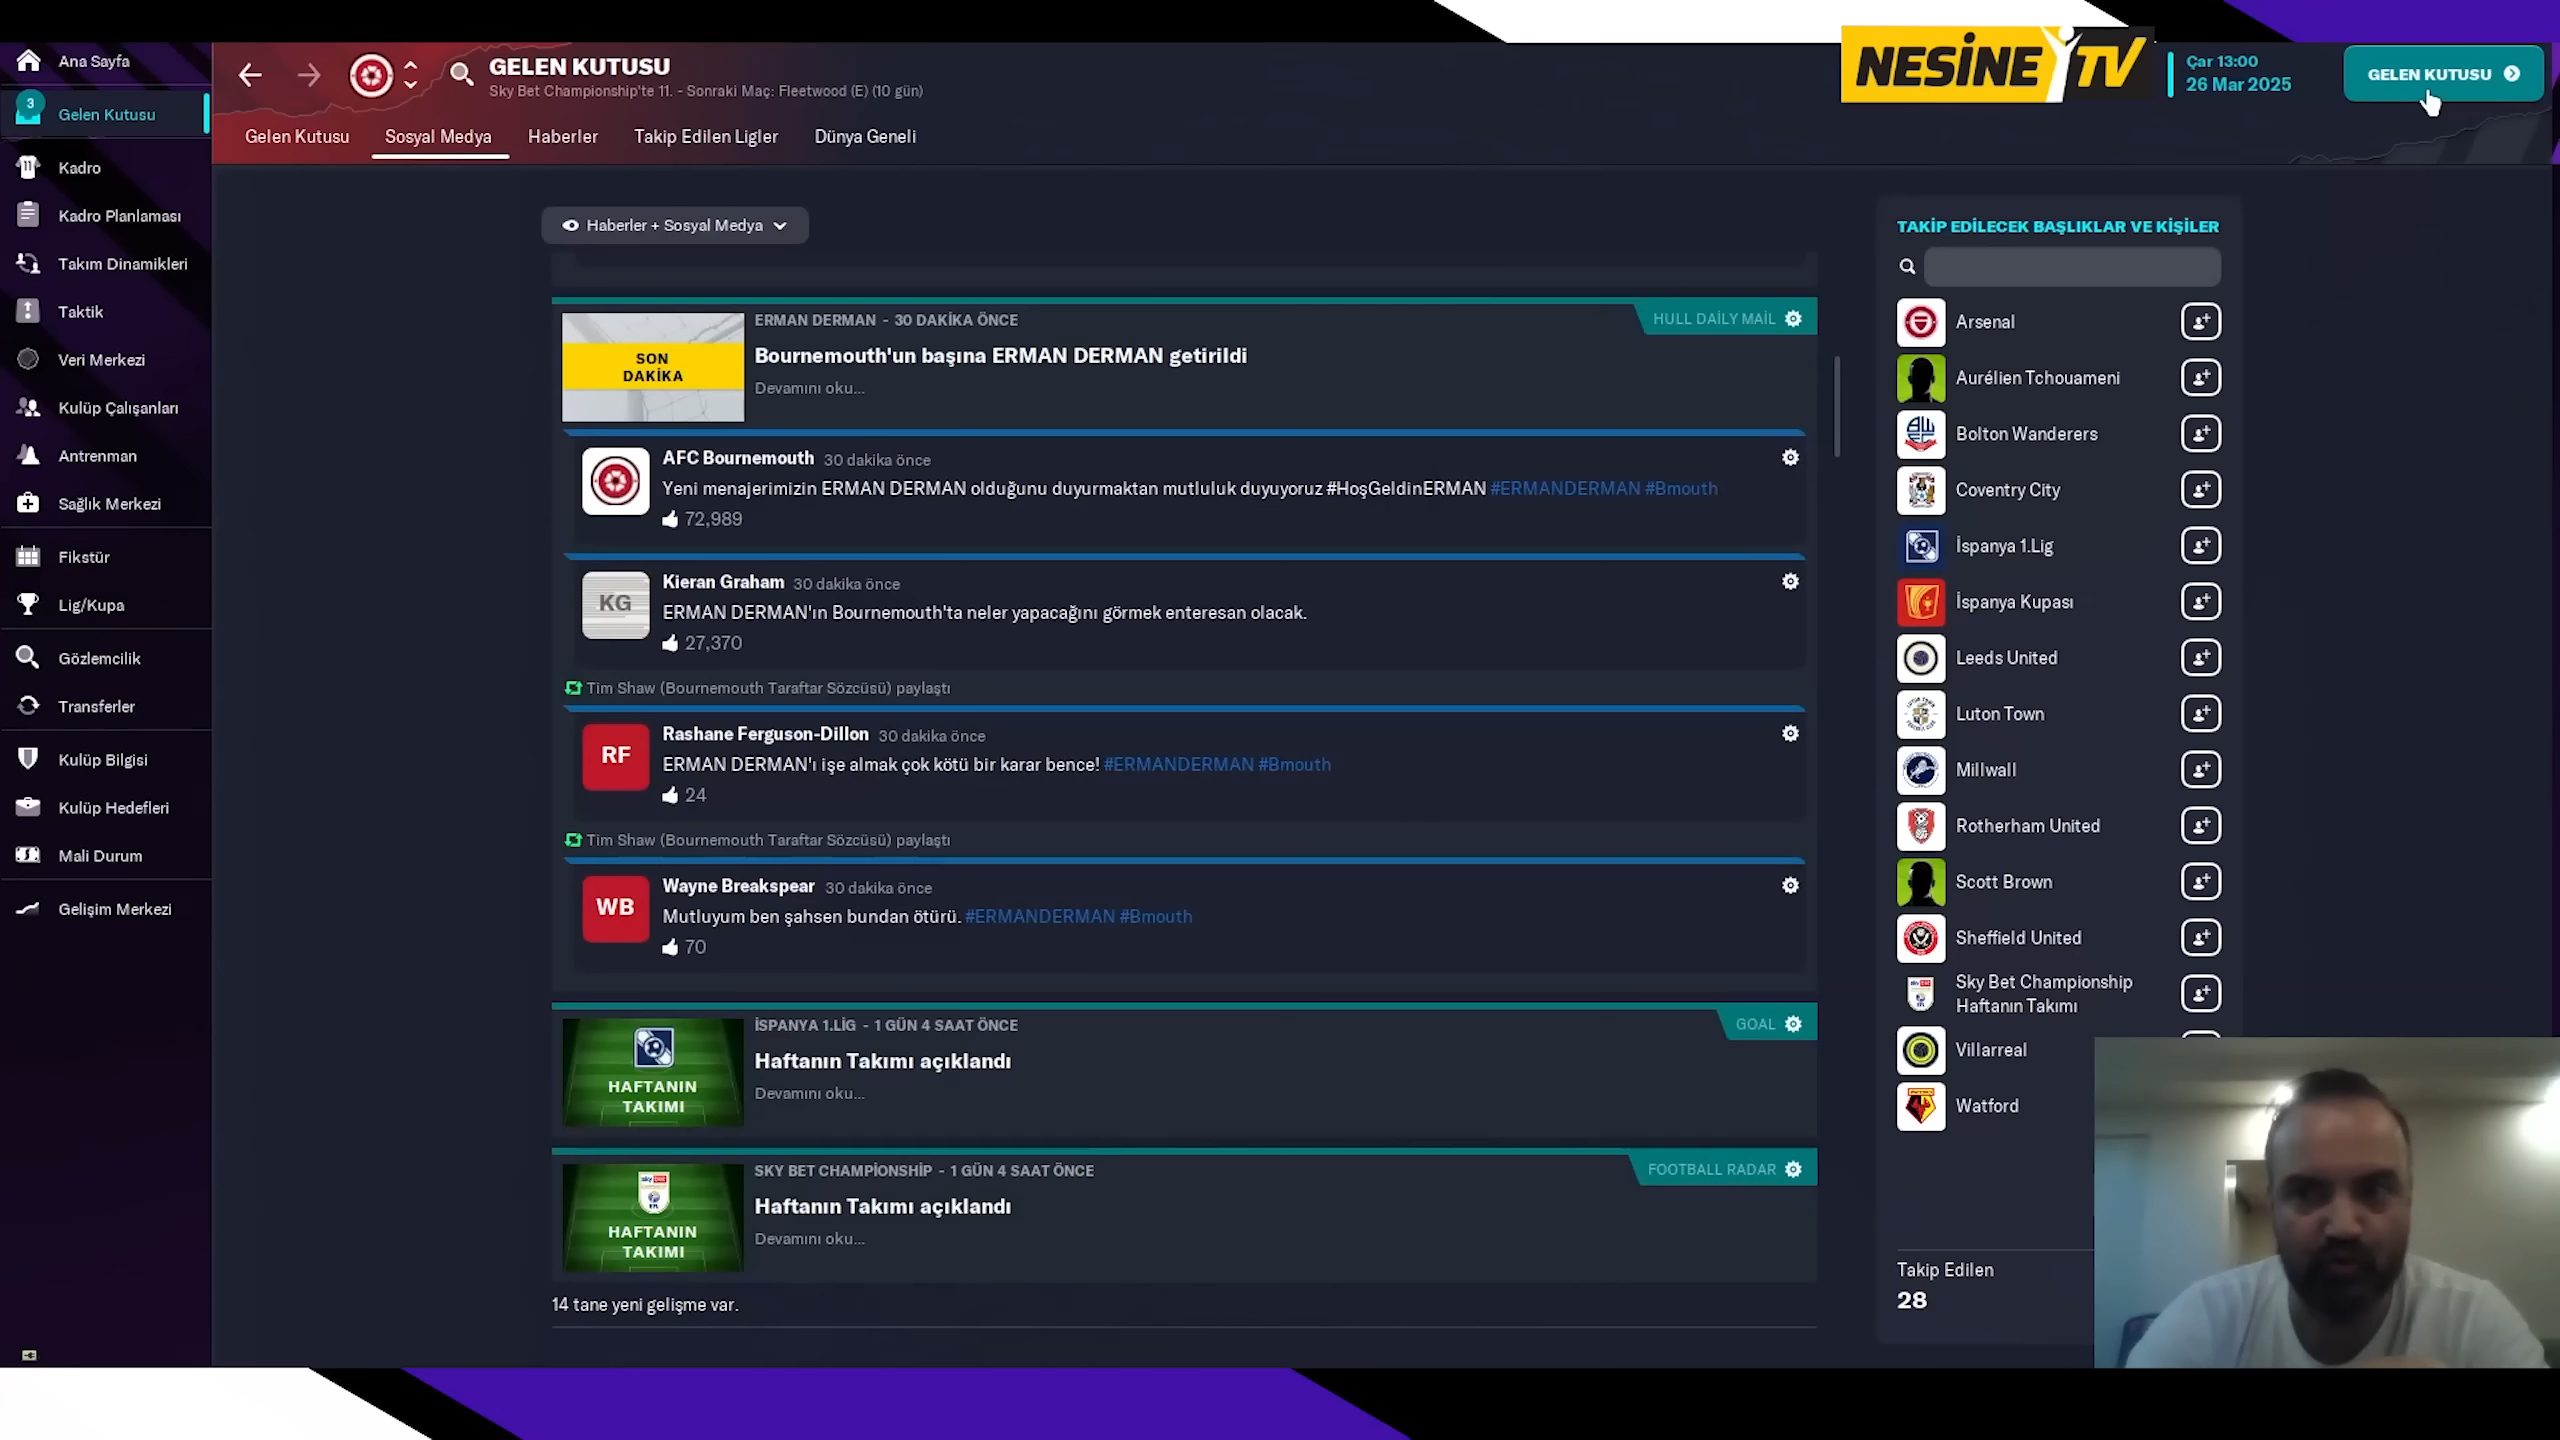 Ana Sayfa
3
Gelen Kutusu
Kadro
Kadro Planlaması
Takım Dinamikleri
Taktik
Veri Merkezi
Kulüp Çalışanları
Antrenman
Sağlık Merkezi
Fikstür
Lig/Kupa
Gözlemcilik
Transferler
Kulüp Bilgisi
Kulüp Hedefleri
Mali Durum
Gelişim Merkezi
GELEN KUTUSU
Sky Bet Championship'te 11. - Sonraki Maç: Fleetwood (E) (10 gün)
NESİNE TV
Çar 13:00
26 Mar 2025
GELEN KUTUSU
Gelen Kutusu
Sosyal Medya
Haberler
Takip Edilen Ligler
Dünya Geneli
Haberler + Sosyal Medya
SON
DAKİKA
ERMAN DERMAN - 30 DAKİKA ÖNCE
HULL DAİLY MAİL
Bournemouth'un başına ERMAN DERMAN getirildi
Devamını oku...
AFC Bournemouth 30 dakika önce
Yeni menajerimizin ERMAN DERMAN olduğunu duyurmaktan mutluluk duyuyoruz #HoşGeldinERMAN #ERMANDERMAN #Bmouth
72,989
KG
Kieran Graham 30 dakika önce
ERMAN DERMAN'ın Bournemouth'ta neler yapacağını görmek enteresan olacak.
27,370
Tim Shaw (Bournemouth Taraftar Sözcüsü) paylaştı
RF
Rashane Ferguson-Dillon 30 dakika önce
ERMAN DERMAN'ı işe almak çok kötü bir karar bence! #ERMANDERMAN #Bmouth
24
Tim Shaw (Bournemouth Taraftar Sözcüsü) paylaştı
WB
Wayne Breakspear 30 dakika önce
Mutluyum ben şahsen bundan ötürü. #ERMANDERMAN #Bmouth
70
HAFTANIN
TAKIMI
İSPANYA 1.LİG - 1 GÜN 4 SAAT ÖNCE
GOAL
Haftanın Takımı açıklandı
Devamını oku...
HAFTANIN
TAKIMI
SKY BET CHAMPİONSHİP - 1 GÜN 4 SAAT ÖNCE
FOOTBALL RADAR
Haftanın Takımı açıklandı
Devamını oku...
14 tane yeni gelişme var.
TAKİP EDİLECEK BAŞLIKLAR VE KİŞİLER
Arsenal
Aurélien Tchouameni
Bolton Wanderers
Coventry City
İspanya 1.Lig
İspanya Kupası
Leeds United
Luton Town
Millwall
Rotherham United
Scott Brown
Sheffield United
Sky Bet Championship
Haftanın Takımı
Villarreal
Watford
Takip Edilen
28